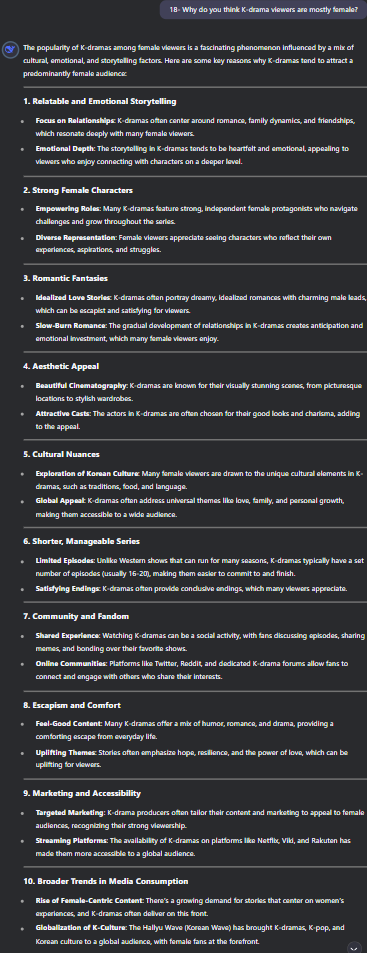 18- Why do you think K-drama viewers are mostly female?
The popularity of K-dramas among female viewers is a fascinating phenomenon influenced by a mix of
cultural, emotional, and storytelling factors. Here are some key reasons why K-dramas tend to attract a
predominantly female audience:
1. Relatable and Emotional Storytelling
• Focus on Relationships: K-dramas often center around romance, family dynamics, and friendships,
which resonate deeply with many female viewers.
• Emotional Depth: The storytelling in K-dramas tends to be heartfelt and emotional, appealing to
viewers who enjoy connecting with characters on a deeper level.
2. Strong Female Characters
• Empowering Roles: Many K-dramas feature strong, independent female protagonists who navigate
challenges and grow throughout the series.
• Diverse Representation: Female viewers appreciate seeing characters who reflect their own
experiences, aspirations, and struggles.
3. Romantic Fantasies
• Idealized Love Stories: K-dramas often portray dreamy, idealized romances with charming male leads,
which can be escapist and satisfying for viewers.
• Slow-Burn Romance: The gradual development of relationships in K-dramas creates anticipation and
emotional investment, which many female viewers enjoy.
4. Aesthetic Appeal
• Beautiful Cinematography: K-dramas are known for their visually stunning scenes, from picturesque
locations to stylish wardrobes.
• Attractive Casts: The actors in K-dramas are often chosen for their good looks and charisma, adding
to the appeal.
5. Cultural Nuances
• Exploration of Korean Culture: Many female viewers are drawn to the unique cultural elements in K-
dramas, such as traditions, food, and language.
• Global Appeal: K-dramas often address universal themes like love, family, and personal growth,
making them accessible to a wide audience.
6. Shorter, Manageable Series
• Limited Episodes: Unlike Western shows that can run for many seasons, K-dramas typically have a set
number of episodes (usually 16-20), making them easier to commit to and finish.
• Satisfying Endings: K-dramas often provide conclusive endings, which many viewers appreciate.
7. Community and Fandom
• Shared Experience: Watching K-dramas can be a social activity, with fans discussing episodes, sharing
memes, and bonding over their favorite shows.
• Online Communities: Platforms like Twitter, Reddit, and dedicated K-drama forums allow fans to
connect and engage with others who share their interests.
8. Escapism and Comfort
• Feel-Good Content: Many K-dramas offer a mix of humor, romance, and drama, providing a
comforting escape from everyday life.
• Uplifting Themes: Stories often emphasize hope, resilience, and the power of love, which can be
uplifting for viewers.
9. Marketing and Accessibility
• Targeted Marketing: K-drama producers often tailor their content and marketing to appeal to female
audiences, recognizing their strong viewership.
• Streaming Platforms: The availability of K-dramas on platforms like Netflix, Viki, and Rakuten has
made them more accessible to a global audience.
10. Broader Trends in Media Consumption
• Rise of Female-Centric Content: There's a growing demand for stories that center on women's
experiences, and K-dramas often deliver on this front.
• Globalization of K-Culture: The Hallyu Wave (Korean Wave) has brought K-dramas, K-pop, and
Korean culture to a global audience, with female fans at the forefront.